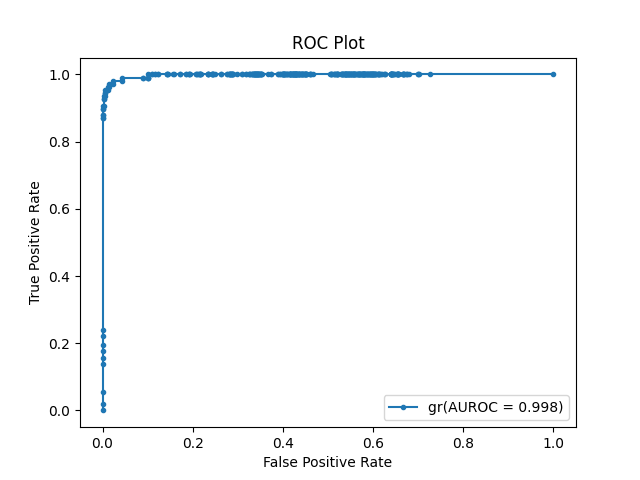 ROC Plot
True Positive Rate
1.0
0.8
0.6
0.4
0.2
0.0
0.0 0.2 0.4 0.6 0.8 1.0
False Positive Rate
gr(AUROC = 0.998)